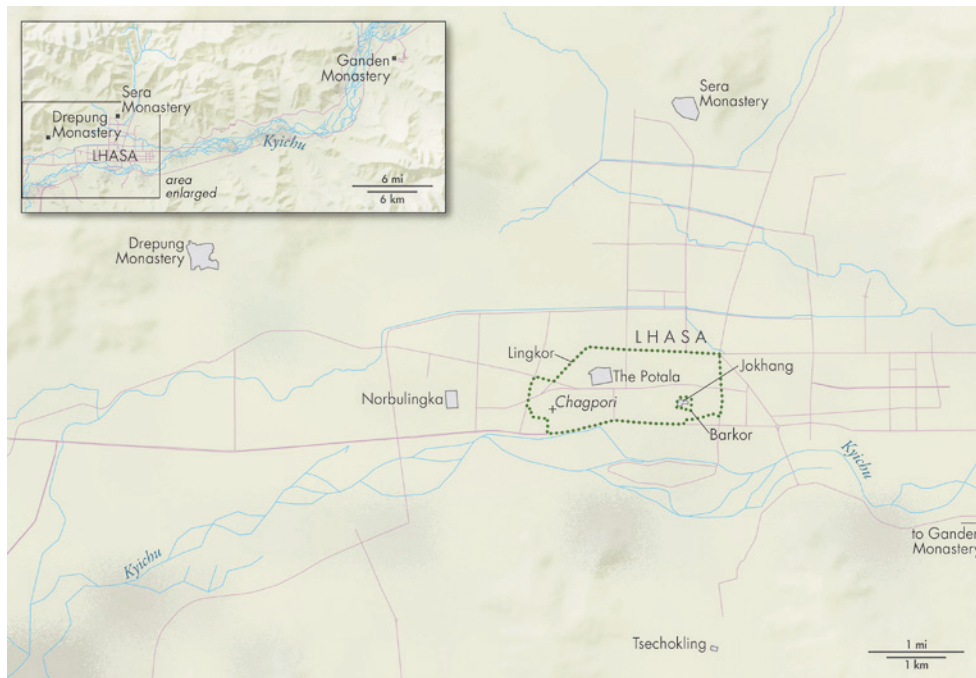 Ganden
Monastery
Sera
Monastery
Drepung
Monastery
LHASA
Kyichu
area
enlarged
6 mi
6 km
Sera
Monastery
Drepung
Monastery
LHASA
Lingkor
The Potala
Jokhang
Norbulingka
Chagpori
Barkor
Kyichu
to Ganden
Monastery
Kyichu
Tsechokling
1 mi
1 km